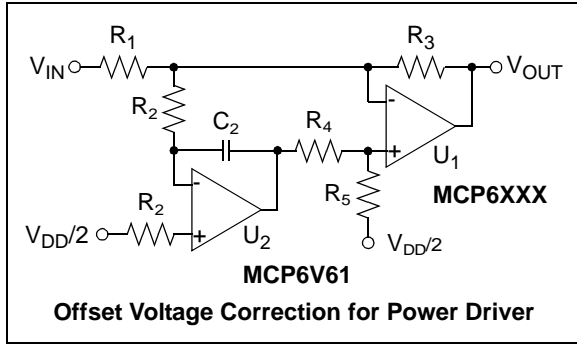 R1
R3
VIN
VOUT
R2
C2
R4
-
+
U1
R5
MCP6XXX
R2
-
+
U2
VDD/2
VDD/2
MCP6V61
Offset Voltage Correction for Power Driver